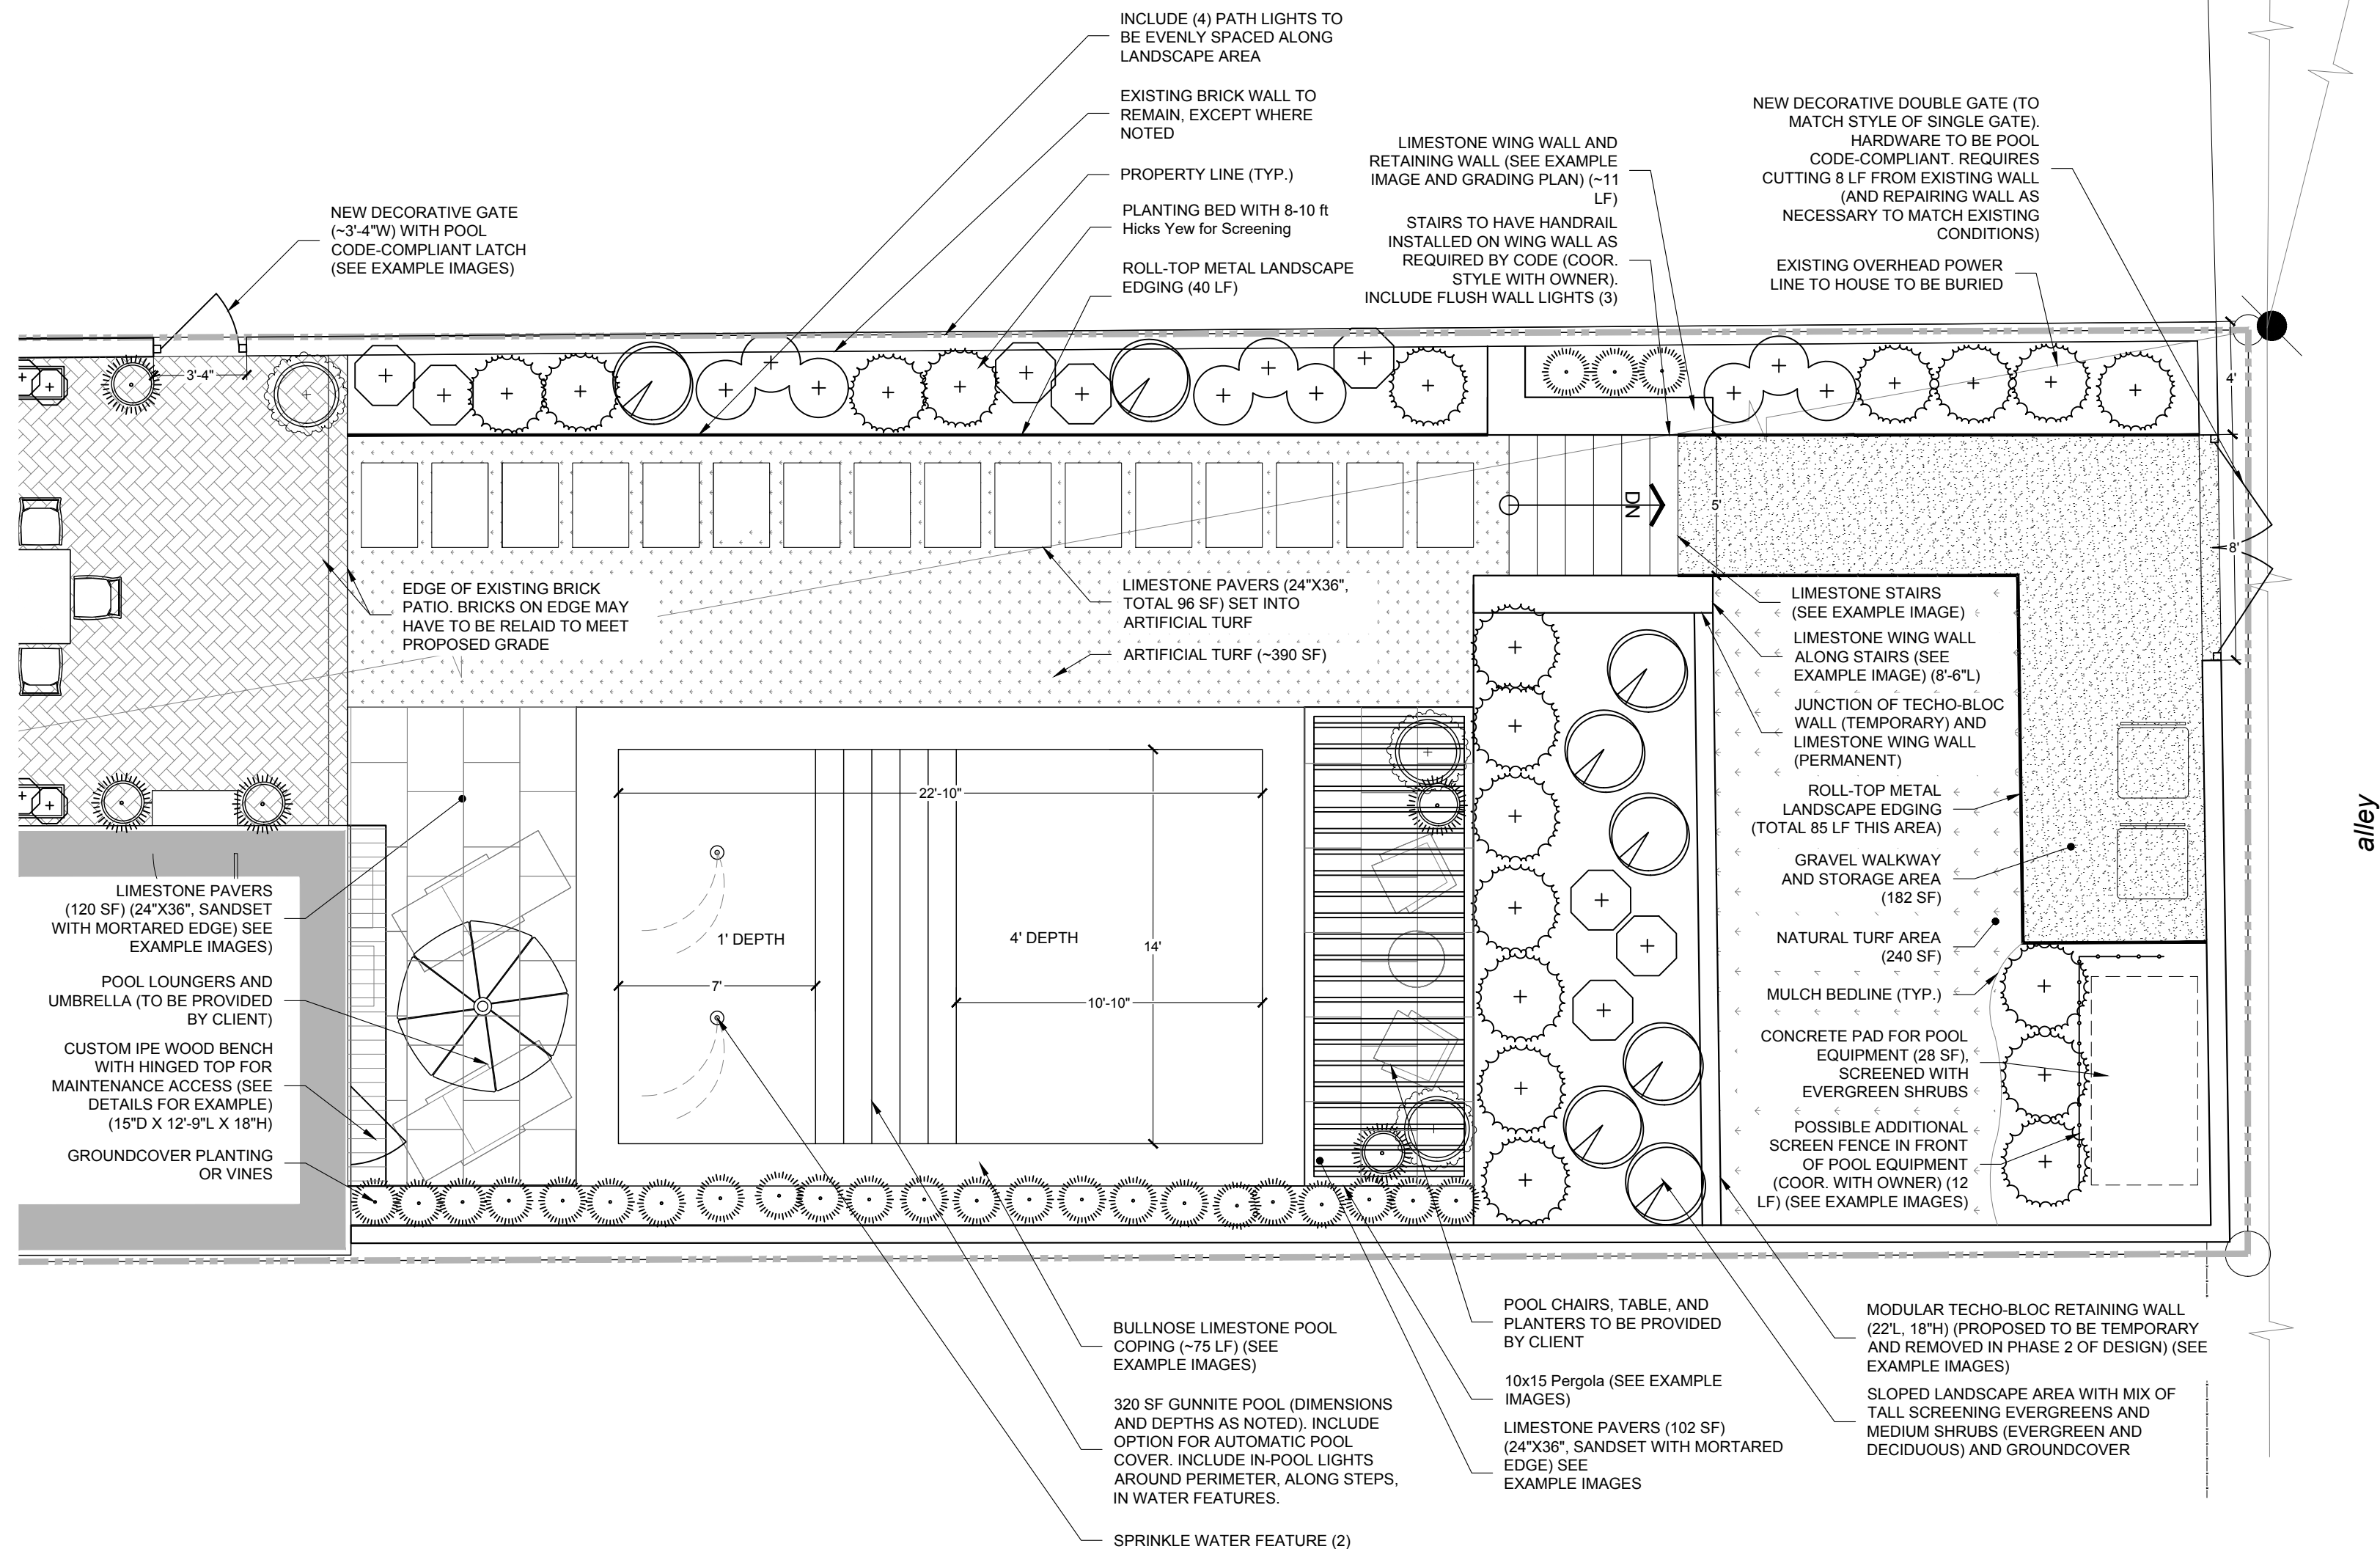 INCLUDE (4) PATH LIGHTS TO
BE EVENLY SPACED ALONG
LANDSCAPE AREA
EXISTING BRICK WALL TO
REMAIN, EXCEPT WHERE
NOTED
PROPERTY LINE (TYP.)
PLANTING BED WITH 8-10 ft
Hicks Yew for Screening
ROLL-TOP METAL LANDSCAPE
EDGING (40 LF)
LIMESTONE WING WALL AND
RETAINING WALL (SEE EXAMPLE
IMAGE AND GRADING PLAN) (~11
LF)
STAIRS TO HAVE HANDRAIL
INSTALLED ON WING WALL AS
REQUIRED BY CODE (COOR.
STYLE WITH OWNER).
INCLUDE FLUSH WALL LIGHTS (3)
NEW DECORATIVE DOUBLE GATE (TO
MATCH STYLE OF SINGLE GATE).
HARDWARE TO BE POOL
CODE-COMPLIANT. REQUIRES
CUTTING 8 LF FROM EXISTING WALL
(AND REPAIRING WALL AS
NECESSARY TO MATCH EXISTING
CONDITIONS)
EXISTING OVERHEAD POWER
LINE TO HOUSE TO BE BURIED
NEW DECORATIVE GATE
(~3'-4"W) WITH POOL
CODE-COMPLIANT LATCH
(SEE EXAMPLE IMAGES)
3'-4"
4'
DN
5'
8'
EDGE OF EXISTING BRICK
PATIO. BRICKS ON EDGE MAY
HAVE TO BE RELAID TO MEET
PROPOSED GRADE
LIMESTONE PAVERS (24"X36",
TOTAL 96 SF) SET INTO
ARTIFICIAL TURF
ARTIFICIAL TURF (~390 SF)
LIMESTONE STAIRS
(SEE EXAMPLE IMAGE)
LIMESTONE WING WALL
ALONG STAIRS (SEE
EXAMPLE IMAGE) (8'-6"L)
JUNCTION OF TECHO-BLOC
WALL (TEMPORARY) AND
LIMESTONE WING WALL
(PERMANENT)
ROLL-TOP METAL
LANDSCAPE EDGING
(TOTAL 85 LF THIS AREA)
GRAVEL WALKWAY
AND STORAGE AREA
(182 SF)
NATURAL TURF AREA
(240 SF)
MULCH BEDLINE (TYP.)
CONCRETE PAD FOR POOL
EQUIPMENT (28 SF),
SCREENED WITH
EVERGREEN SHRUBS
POSSIBLE ADDITIONAL
SCREEN FENCE IN FRONT
OF POOL EQUIPMENT
(COOR. WITH OWNER) (12
LF) (SEE EXAMPLE IMAGES)
alley
22'-10"
1' DEPTH
4' DEPTH
14'
7'
10'-10"
LIMESTONE PAVERS
(120 SF) (24"X36", SANDSET
WITH MORTARED EDGE) SEE
EXAMPLE IMAGES)
POOL LOUNGERS AND
UMBRELLA (TO BE PROVIDED
BY CLIENT)
CUSTOM IPE WOOD BENCH
WITH HINGED TOP FOR
MAINTENANCE ACCESS (SEE
DETAILS FOR EXAMPLE)
(15"D X 12'-9"L X 18"H)
GROUNDCOVER PLANTING
OR VINES
BULLNOSE LIMESTONE POOL
COPING (~75 LF) (SEE
EXAMPLE IMAGES)
320 SF GUNNITE POOL (DIMENSIONS
AND DEPTHS AS NOTED). INCLUDE
OPTION FOR AUTOMATIC POOL
COVER. INCLUDE IN-POOL LIGHTS
AROUND PERIMETER, ALONG STEPS,
IN WATER FEATURES.
SPRINKLE WATER FEATURE (2)
POOL CHAIRS, TABLE, AND
PLANTERS TO BE PROVIDED
BY CLIENT
10x15 Pergola (SEE EXAMPLE
IMAGES)
LIMESTONE PAVERS (102 SF)
(24"X36", SANDSET WITH MORTARED
EDGE) SEE
EXAMPLE IMAGES
MODULAR TECHO-BLOC RETAINING WALL
(22'L, 18"H) (PROPOSED TO BE TEMPORARY
AND REMOVED IN PHASE 2 OF DESIGN) (SEE
EXAMPLE IMAGES)
SLOPED LANDSCAPE AREA WITH MIX OF
TALL SCREENING EVERGREENS AND
MEDIUM SHRUBS (EVERGREEN AND
DECIDUOUS) AND GROUNDCOVER